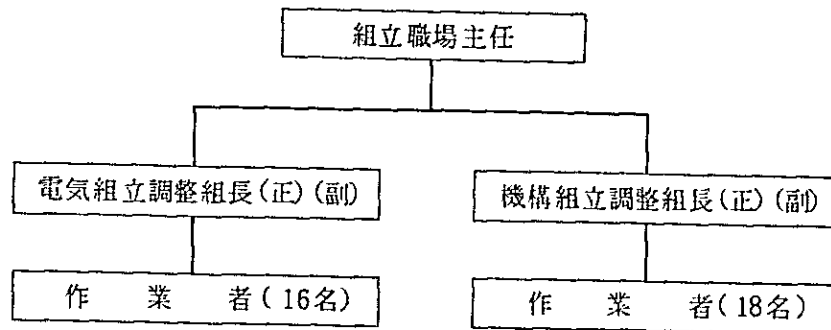 組立職場主任
電気組立調整組長(正)(副)
機構組立調整組長(正)(副)
作業者(16名)
作業者(18名)